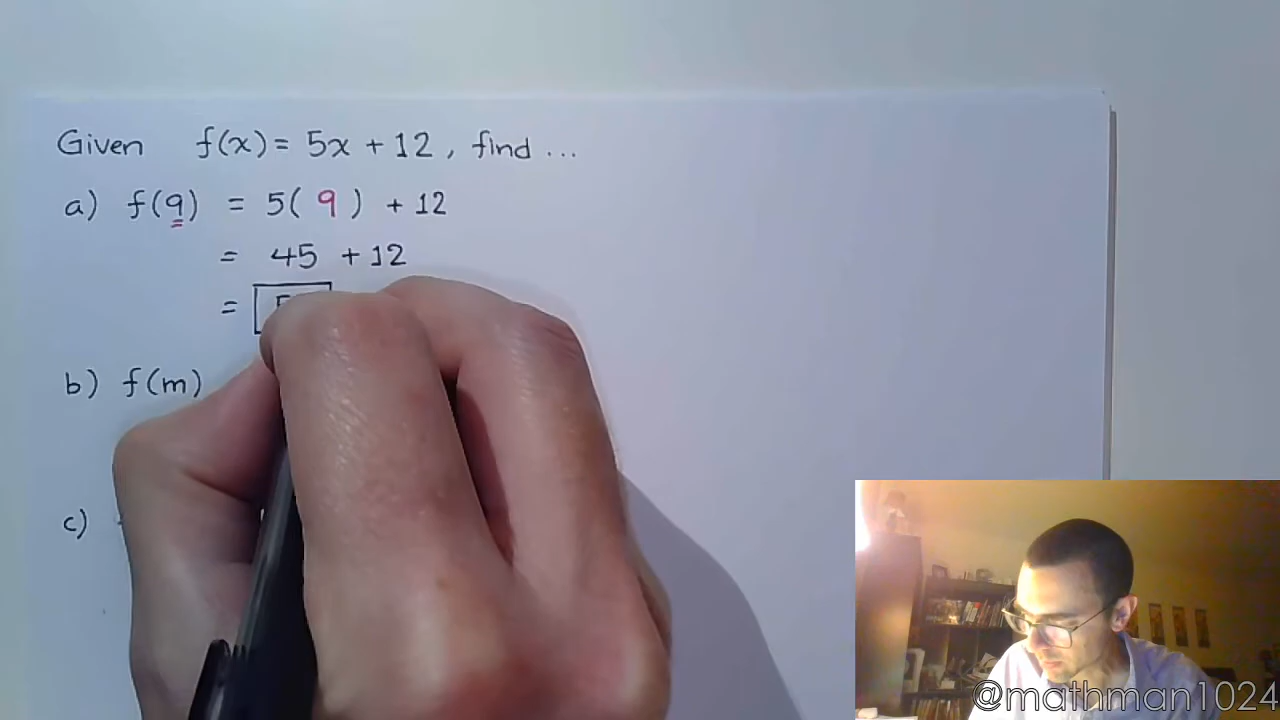 Given f(x) = 5x + 12, find ...
a) f(9) = 5( 9 ) + 12
= 45 + 12
=
b) f(m)
c)
@mathman1024